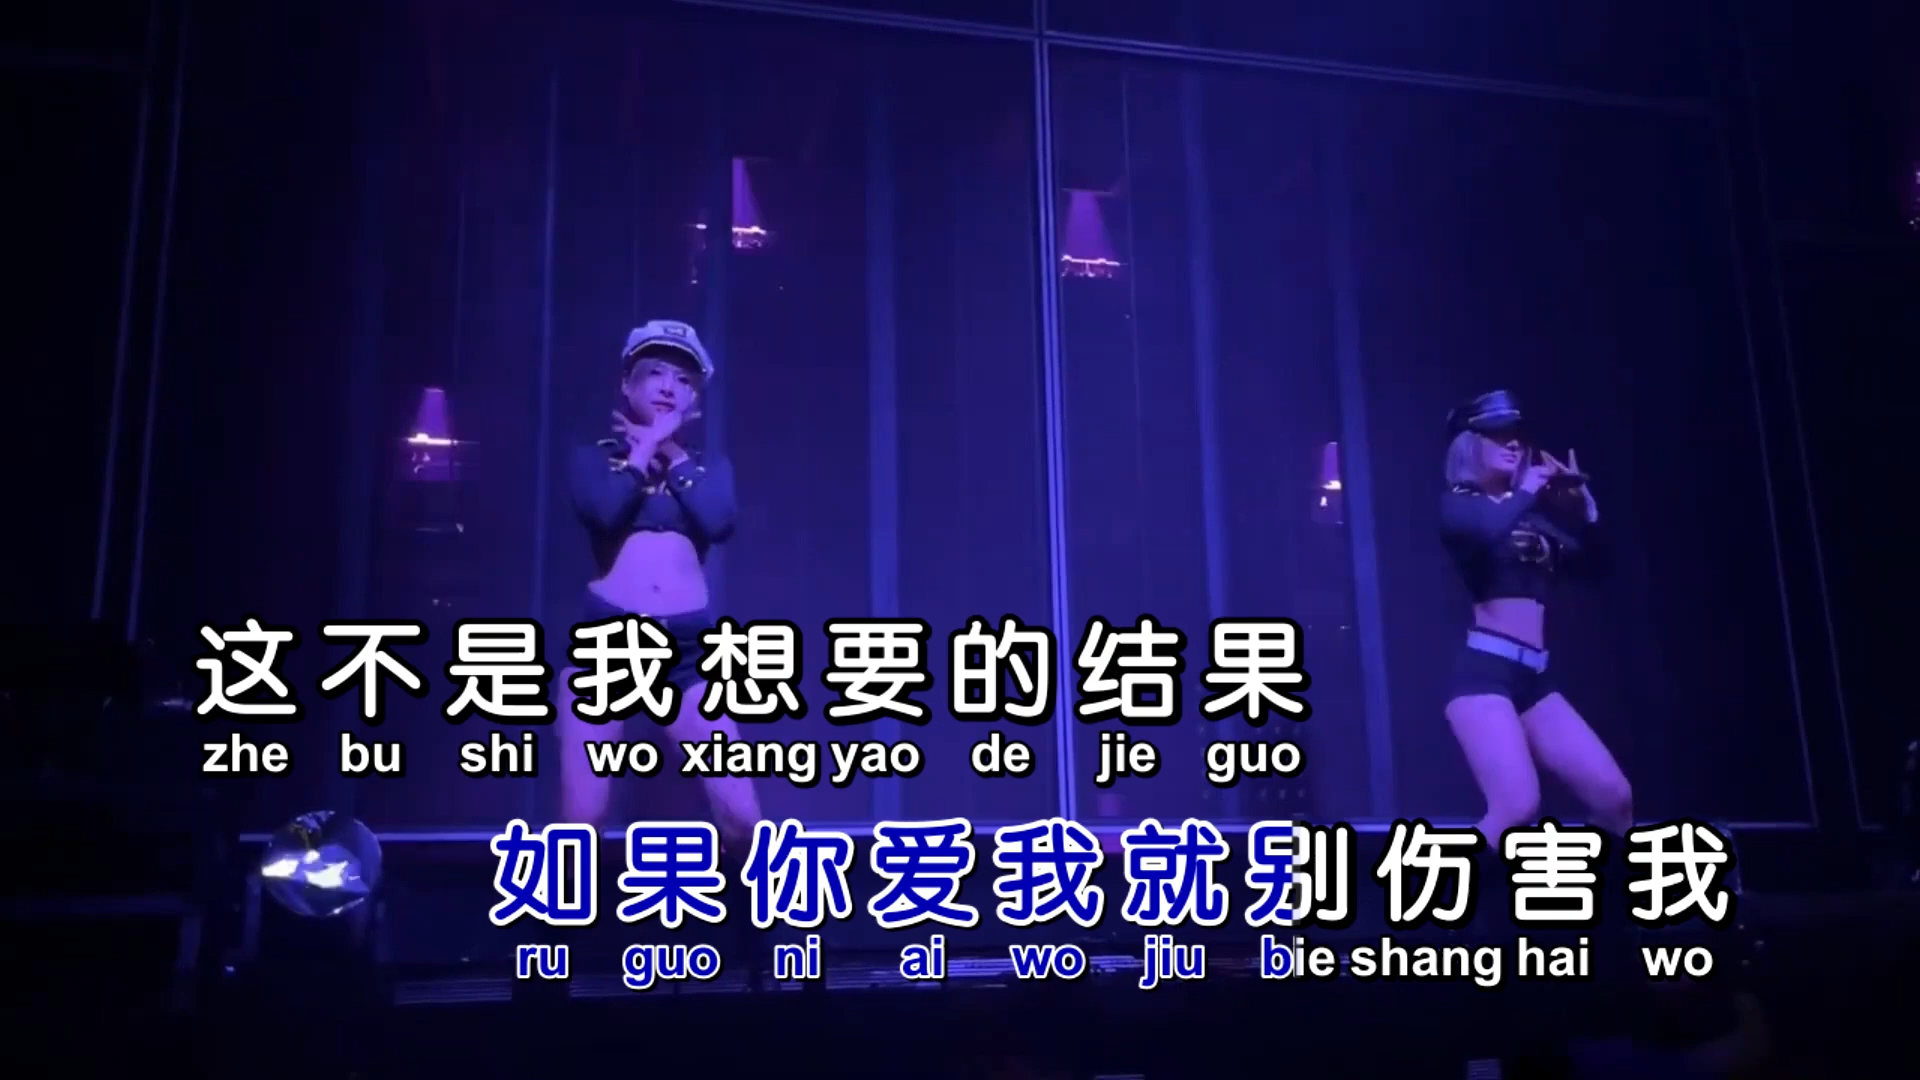 这不是我想要的结果
zhe bu shi wo xiang yao de jie guo
如果你爱我就别伤害我
ru guo ni ai wo jiu bie shang hai wo